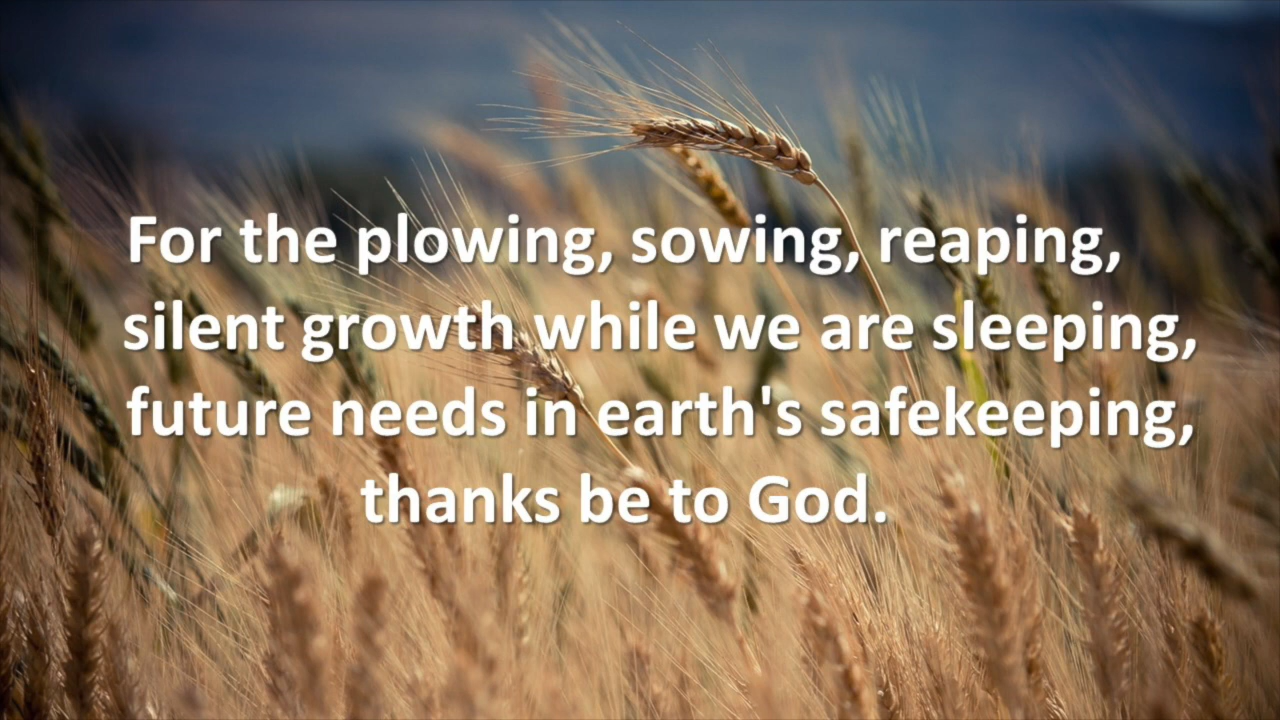 For the plowing, sowing, reaping,
silent growth while we are sleeping,
future needs in earth's safekeeping,
thanks be to God.